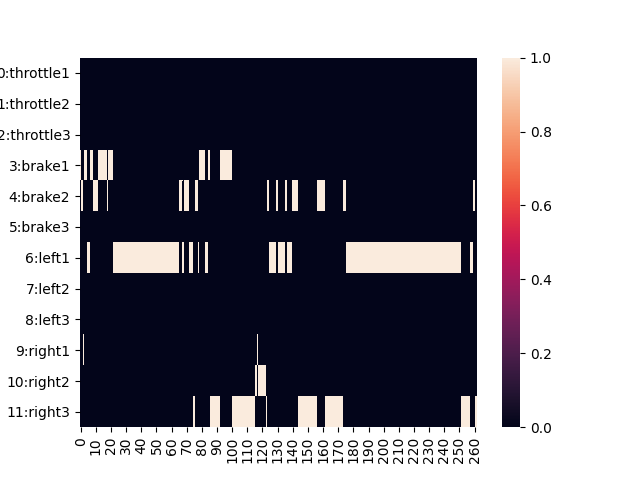 0:throttle1
1:throttle2
2:throttle3
3:brake1
4:brake2
5:brake3
6:left1
7:left2
8:left3
9:right1
10:right2
11:right3
0 10 20 30 40 50 60 70 80 90 100 110 120 130 140 150 160 170 180 190 200 210 220 230 240 250 260
1.0
0.8
0.6
0.4
0.2
0.0